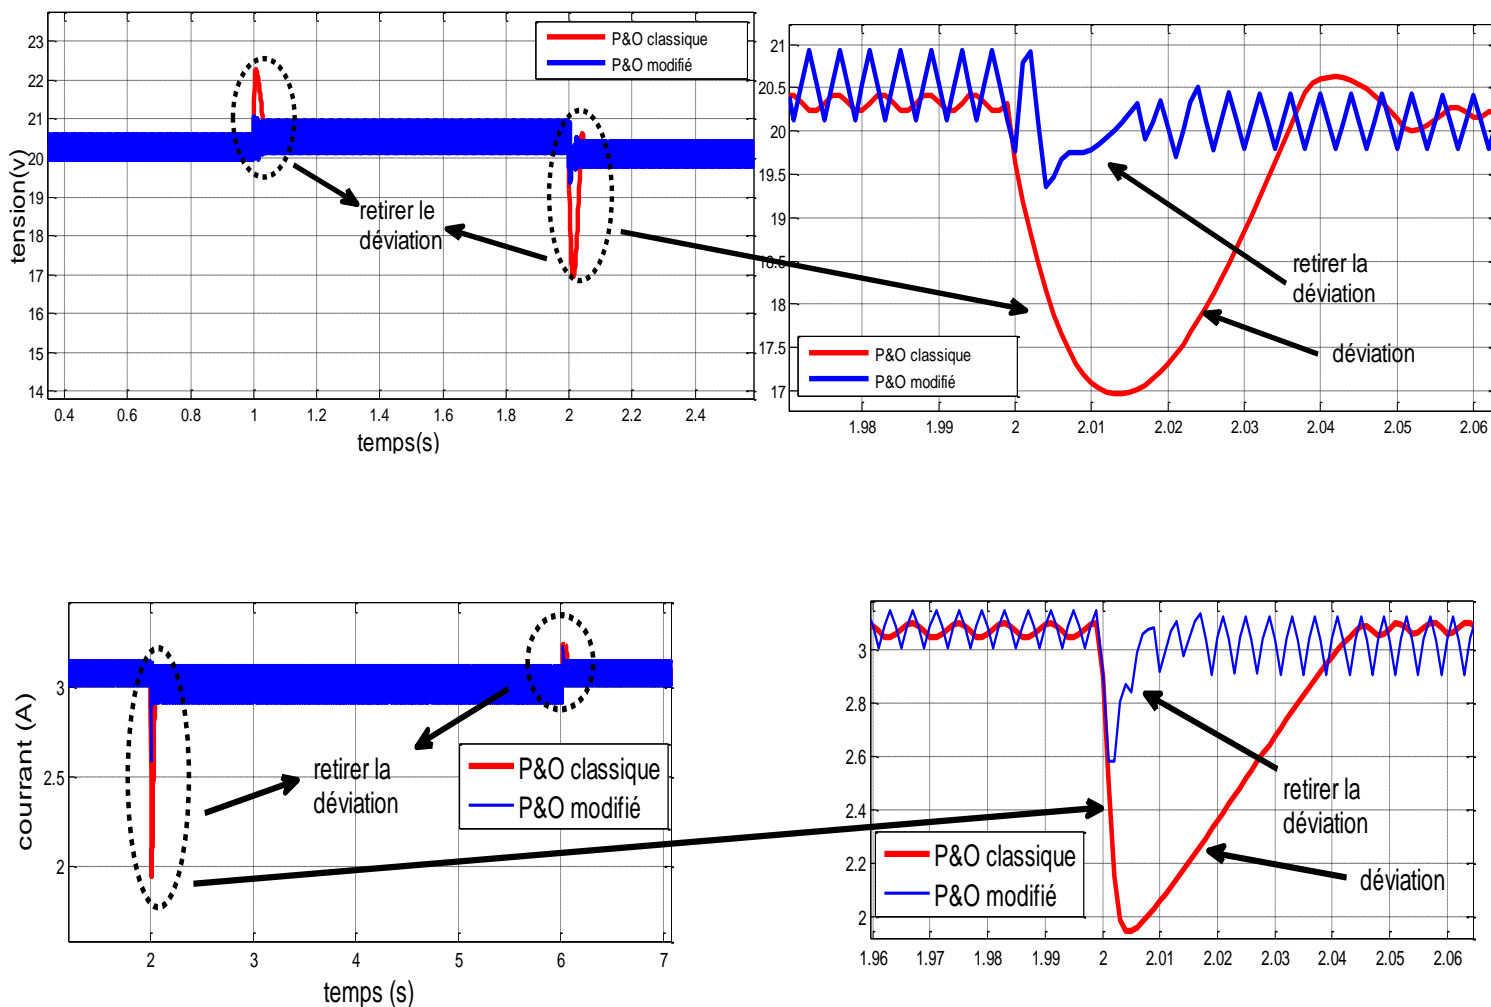 23
22
21
20
19
18
17
16
15
14
tension(v)
0.4 0.6 0.8 1 1.2 1.4 1.6 1.8 2 2.2 2.4
temps(s)
P&O classique
P&O modifié
retirer le
déviation
21
20.5
20
19.5
19
18.5
18
17.5
17
1.98 1.99 2 2.01 2.02 2.03 2.04 2.05 2.06
retirer la
déviation
déviation
P&O classique
P&O modifié
3
2.5
2
courrant (A)
2 3 4 5 6 7
temps (s)
retirer la
déviation
P&O classique
P&O modifié
3
2.8
2.6
2.4
2.2
2
1.96 1.97 1.98 1.99 2 2.01 2.02 2.03 2.04 2.05 2.06
retirer la
déviation
déviation
P&O classique
P&O modifié